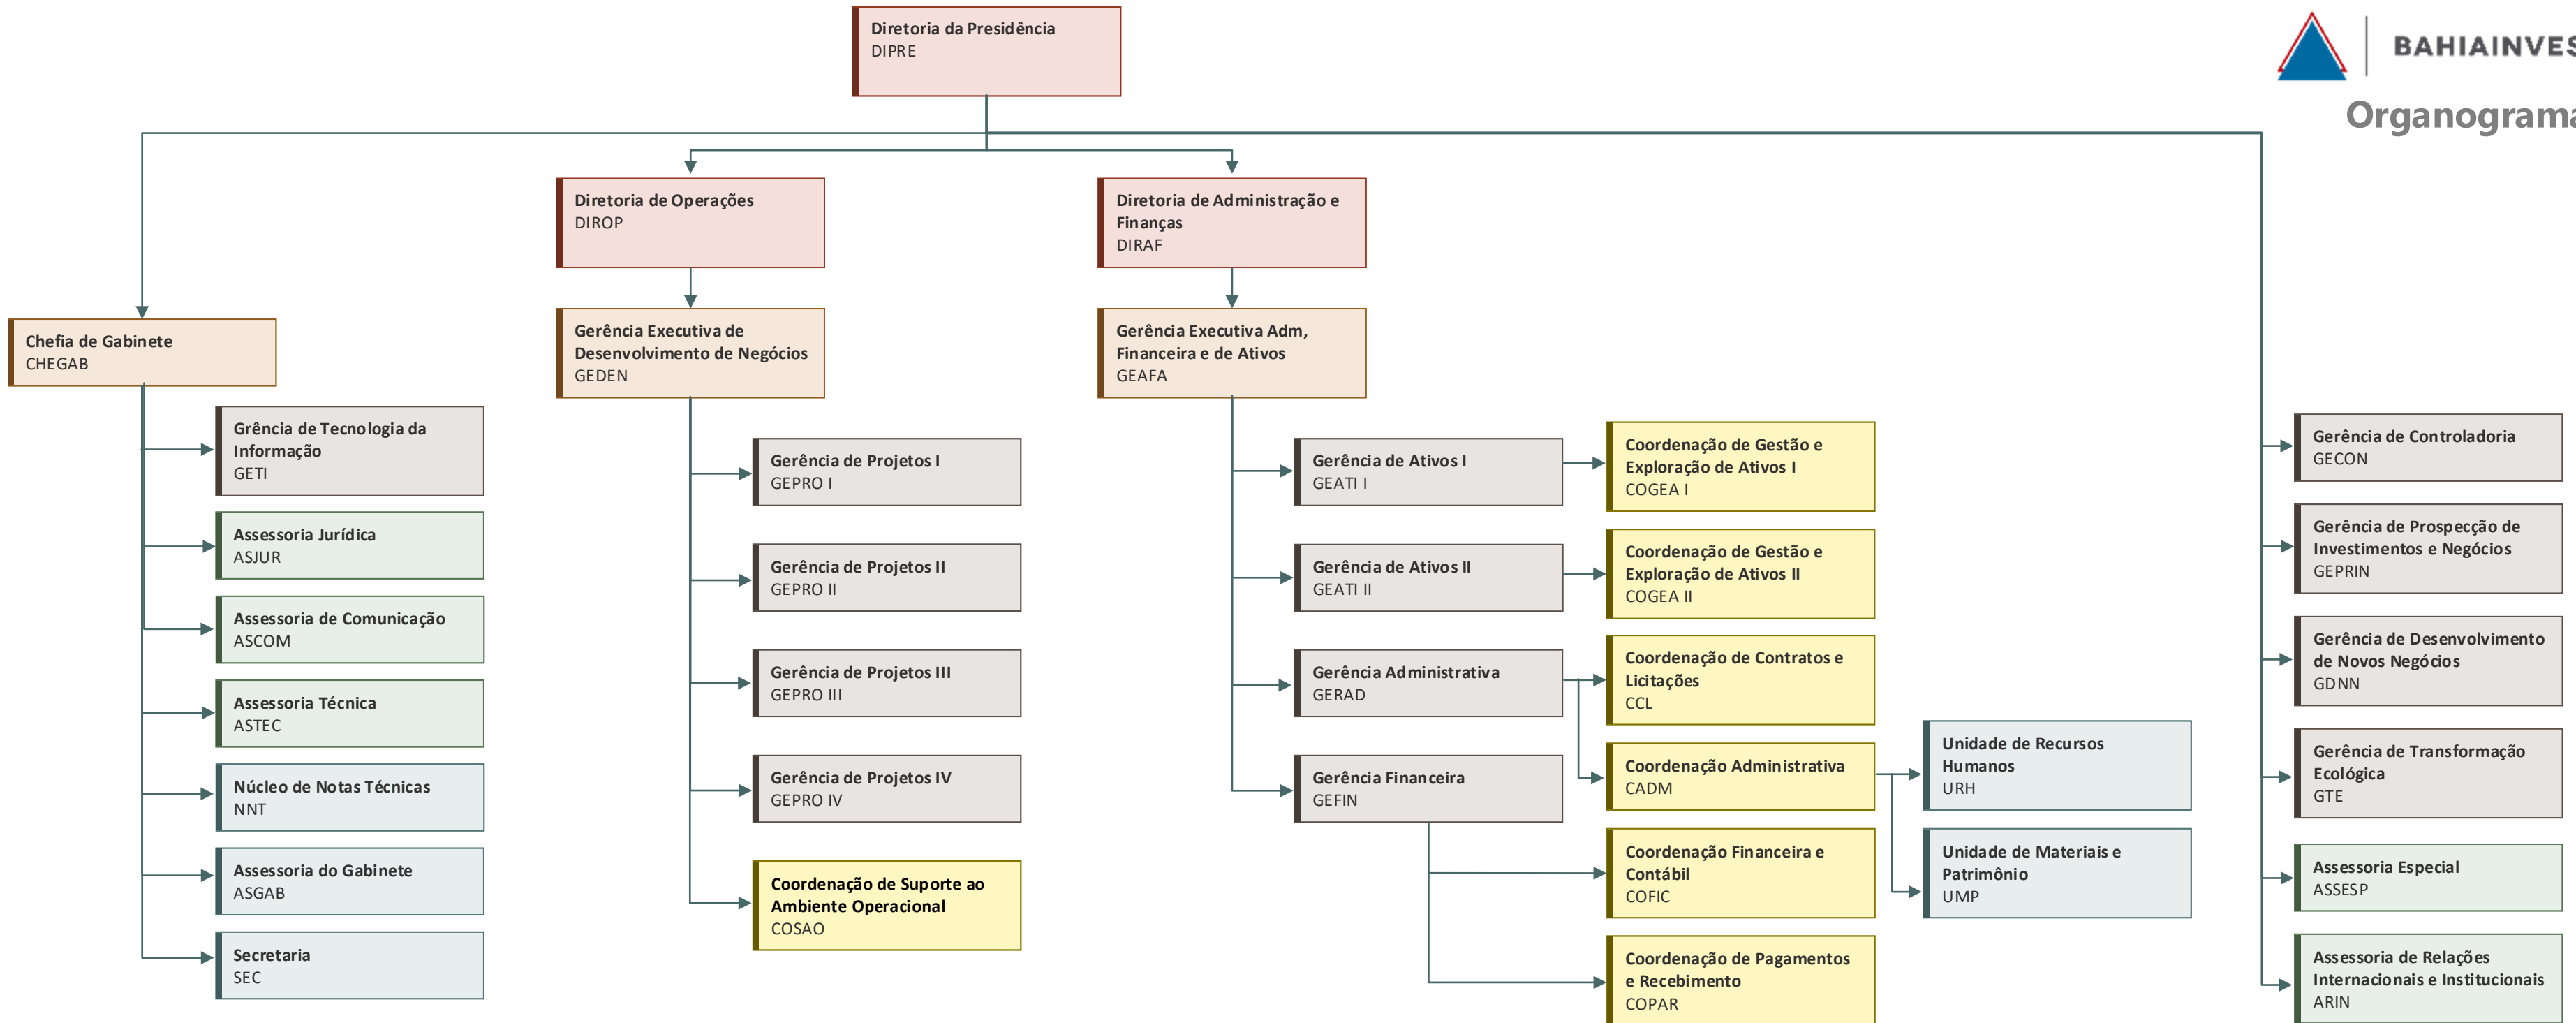 Diretoria da Presidência
DIPRE
BAHIAINVES
Organograma
Diretoria de Operações
DIROP
Diretoria de Administração e
Finanças
DIRAF
Chefia de Gabinete
CHEGAB
Gerência Executiva de
Desenvolvimento de Negócios
GEDEN
Gerência Executiva Adm,
Financeira e de Ativos
GEAFA
Grência de Tecnologia da
Informação
GETI
Assessoria Jurídica
ASJUR
Assessoria de Comunicação
ASCOM
Assessoria Técnica
ASTEC
Núcleo de Notas Técnicas
NNT
Assessoria do Gabinete
ASGAB
Secretaria
SEC
Gerência de Projetos I
GEPRO I
Gerência de Projetos II
GEPRO II
Gerência de Projetos III
GEPRO III
Gerência de Projetos IV
GEPRO IV
Coordenação de Suporte ao
Ambiente Operacional
COSAO
Gerência de Ativos I
GEATI I
Gerência de Ativos II
GEATI II
Gerência Administrativa
GERAD
Gerência Financeira
GEFIN
Coordenação de Gestão e
Exploração de Ativos I
COGEA I
Coordenação de Gestão e
Exploração de Ativos II
COGEA II
Coordenação de Contratos e
Licitações
CCL
Coordenação Administrativa
CADM
Coordenação Financeira e
Contábil
COFIC
Coordenação de Pagamentos
e Recebimento
COPAR
Unidade de Recursos
Humanos
URH
Unidade de Materiais e
Patrimônio
UMP
Gerência de Controladoria
GECON
Gerência de Prospecção de
Investimentos e Negócios
GEPRIN
Gerência de Desenvolvimento
de Novos Negócios
GDNN
Gerência de Transformação
Ecológica
GTE
Assessoria Especial
ASSESP
Assessoria de Relações
Internacionais e Institucionais
ARIN